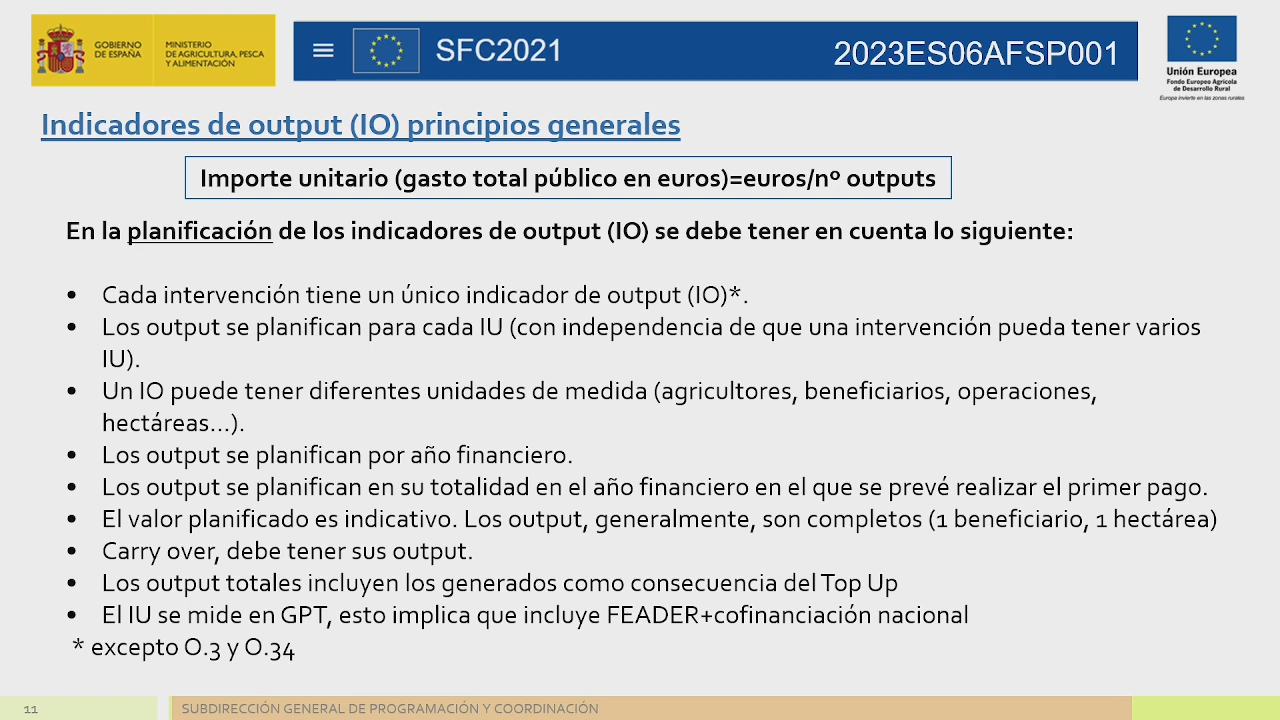 GOBIERNO
DE ESPAÑA
MINISTERIO
DE AGRICULTURA, PESCA
Y ALIMENTACIÓN
SFC2021
2023ES06AFSP001
Unión Europea
Fondo Europeo Agrícola
de Desarrollo Rural
Europa invierte en las zonas rurales
Indicadores de output (IO) principios generales
Importe unitario (gasto total público en euros)=euros/nº outputs
En la planificación de los indicadores de output (IO) se debe tener en cuenta lo siguiente:
• Cada intervención tiene un único indicador de output (IO)*.
• Los output se planifican para cada IU (con independencia de que una intervención pueda tener varios
IU).
• Un IO puede tener diferentes unidades de medida (agricultores, beneficiarios, operaciones,
hectáreas...).
• Los output se planifican por año financiero.
• Los output se planifican en su totalidad en el año financiero en el que se prevé realizar el primer pago.
• El valor planificado es indicativo. Los output, generalmente, son completos (1 beneficiario, 1 hectárea)
• Carry over, debe tener sus output.
• Los output totales incluyen los generados como consecuencia del Top Up
• El IU se mide en GPT, esto implica que incluye FEADER+cofinanciación nacional
* excepto O.3 y O.34
11
SUBDIRECCIÓN GENERAL DE PROGRAMACIÓN Y COORDINACIÓN